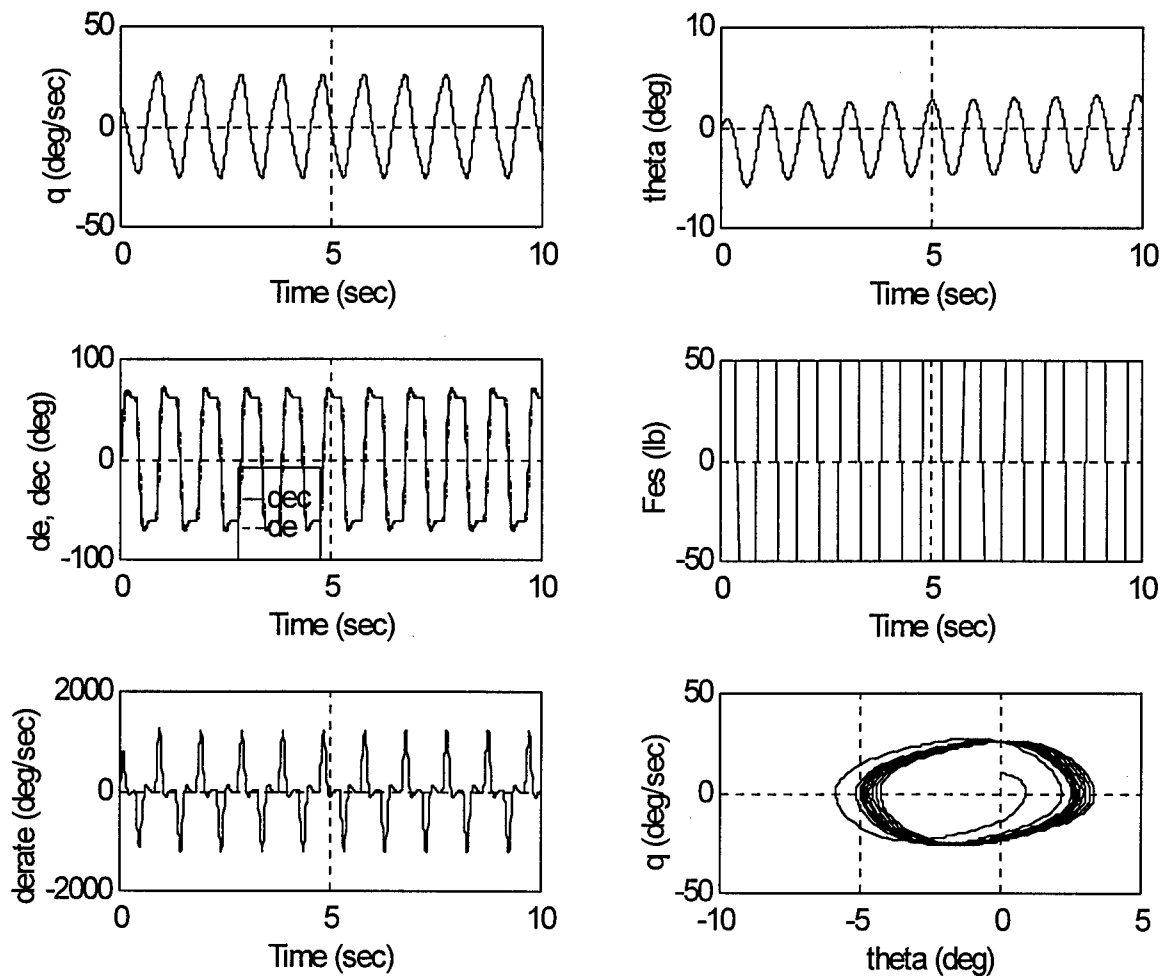 50
q (deg/sec)
0
-50
0
5
10
Time (sec)
10
theta (deg)
0
-10
0
5
10
Time (sec)
100
de, dec (deg)
0
-100
dec
de
0
5
10
Time (sec)
50
Fes (lb)
0
-50
0
5
10
Time (sec)
2000
derate (deg/sec)
0
-2000
0
5
10
Time (sec)
50
q (deg/sec)
0
-50
-10
-5
0
5
theta (deg)